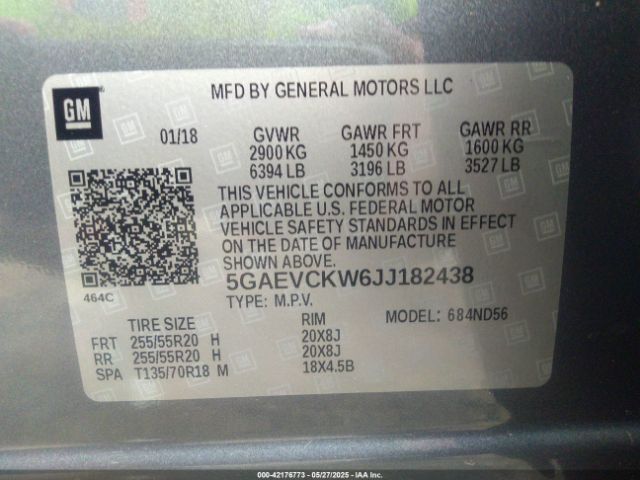 GM
MFD BY GENERAL MOTORS LLC
01/18 GVWR GAWR FRT GAWR RR
2900 KG 1450 KG 1600 KG
6394 LB 3196 LB 3527 LB
THIS VEHICLE CONFORMS TO ALL
APPLICABLE U.S. FEDERAL MOTOR
VEHICLE SAFETY STANDARDS IN EFFECT
ON THE DATE OF MANUFACTURE
SHOWN ABOVE.
464C
5GAEVCKW6JJ182438
TYPE: M.P.V.
TIRE SIZE RIM MODEL: 684ND56
FRT 255/55R20 H 20X8J
RR 255/55R20 H 20X8J
SPA T135/70R18 M 18X4.5B
000-42176773 - 05/27/2025 - IAA Inc.